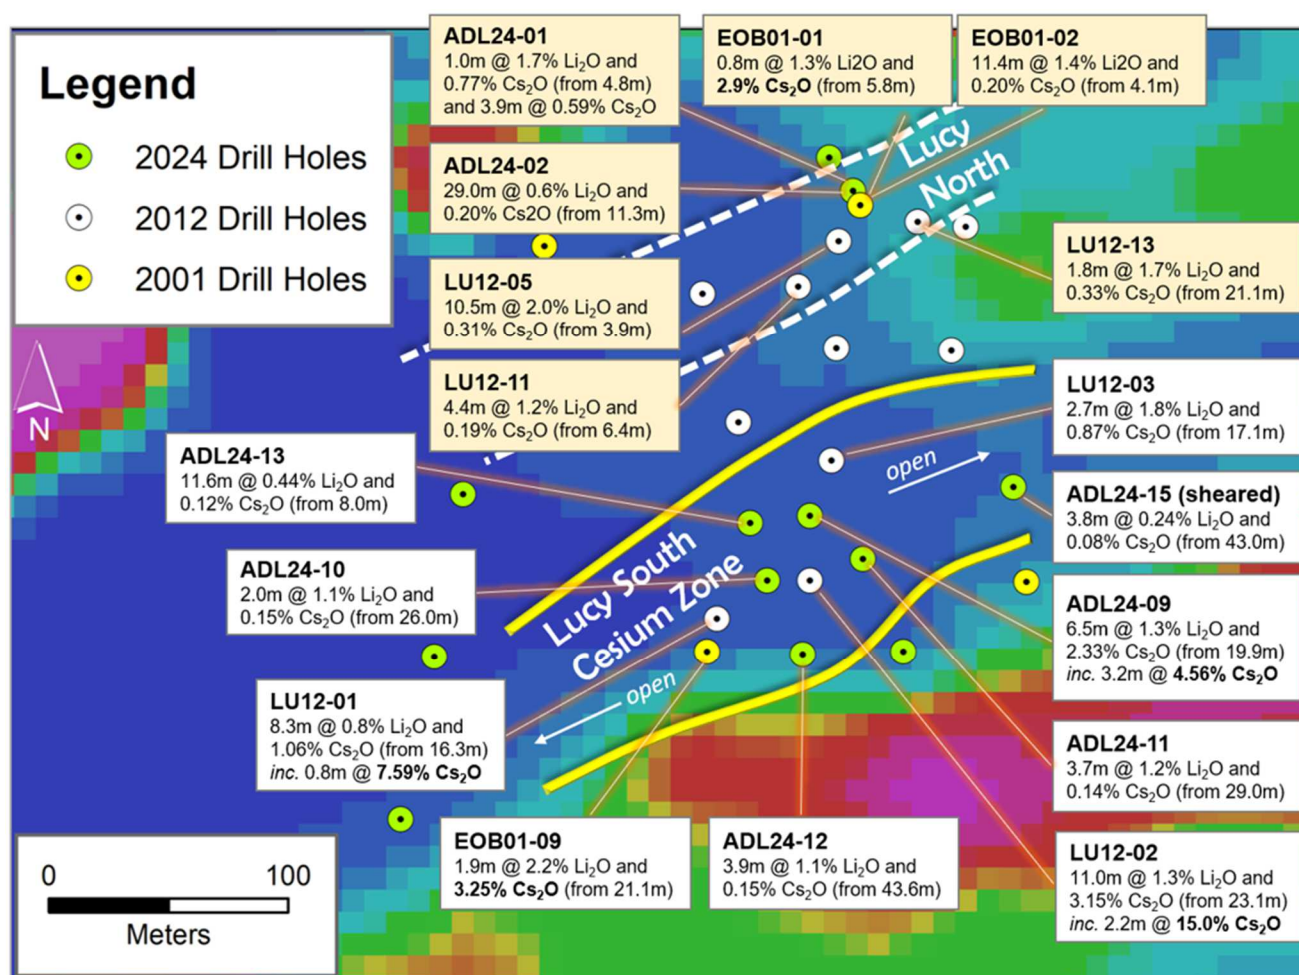 Legend
2024 Drill Holes
2012 Drill Holes
2001 Drill Holes
ADL24-01
1.0m @ 1.7% Li₂O and
0.77% Cs₂O (from 4.8m)
and 3.9m @ 0.59% Cs₂O
EOB01-01
0.8m @ 1.3% Li2O and
2.9% Cs₂O (from 5.8m)
EOB01-02
11.4m @ 1.4% Li2O and
0.20% Cs₂O (from 4.1m)
ADL24-02
29.0m @ 0.6% Li₂O and
0.20% Cs2O (from 11.3m)
Lucy
North
LU12-13
1.8m @ 1.7% Li₂O and
0.33% Cs₂O (from 21.1m)
LU12-05
10.5m @ 2.0% Li₂O and
0.31% Cs₂O (from 3.9m)
LU12-11
4.4m @ 1.2% Li₂O and
0.19% Cs₂O (from 6.4m)
N
LU12-03
2.7m @ 1.8% Li₂O and
0.87% Cs₂O (from 17.1m)
ADL24-13
11.6m @ 0.44% Li₂O and
0.12% Cs₂O (from 8.0m)
open
ADL24-15 (sheared)
3.8m @ 0.24% Li₂O and
0.08% Cs₂O (from 43.0m)
ADL24-10
2.0m @ 1.1% Li₂O and
0.15% Cs₂O (from 26.0m)
Lucy South
Cesium Zone
ADL24-09
6.5m @ 1.3% Li₂O and
2.33% Cs₂O (from 19.9m)
inc. 3.2m @ 4.56% Cs₂O
open
LU12-01
8.3m @ 0.8% Li₂O and
1.06% Cs₂O (from 16.3m)
inc. 0.8m @ 7.59% Cs₂O
ADL24-11
3.7m @ 1.2% Li₂O and
0.14% Cs₂O (from 29.0m)
EOB01-09
1.9m @ 2.2% Li₂O and
3.25% Cs₂O (from 21.1m)
ADL24-12
3.9m @ 1.1% Li₂O and
0.15% Cs₂O (from 43.6m)
LU12-02
11.0m @ 1.3% Li₂O and
3.15% Cs₂O (from 23.1m)
inc. 2.2m @ 15.0% Cs₂O
0 100
Meters